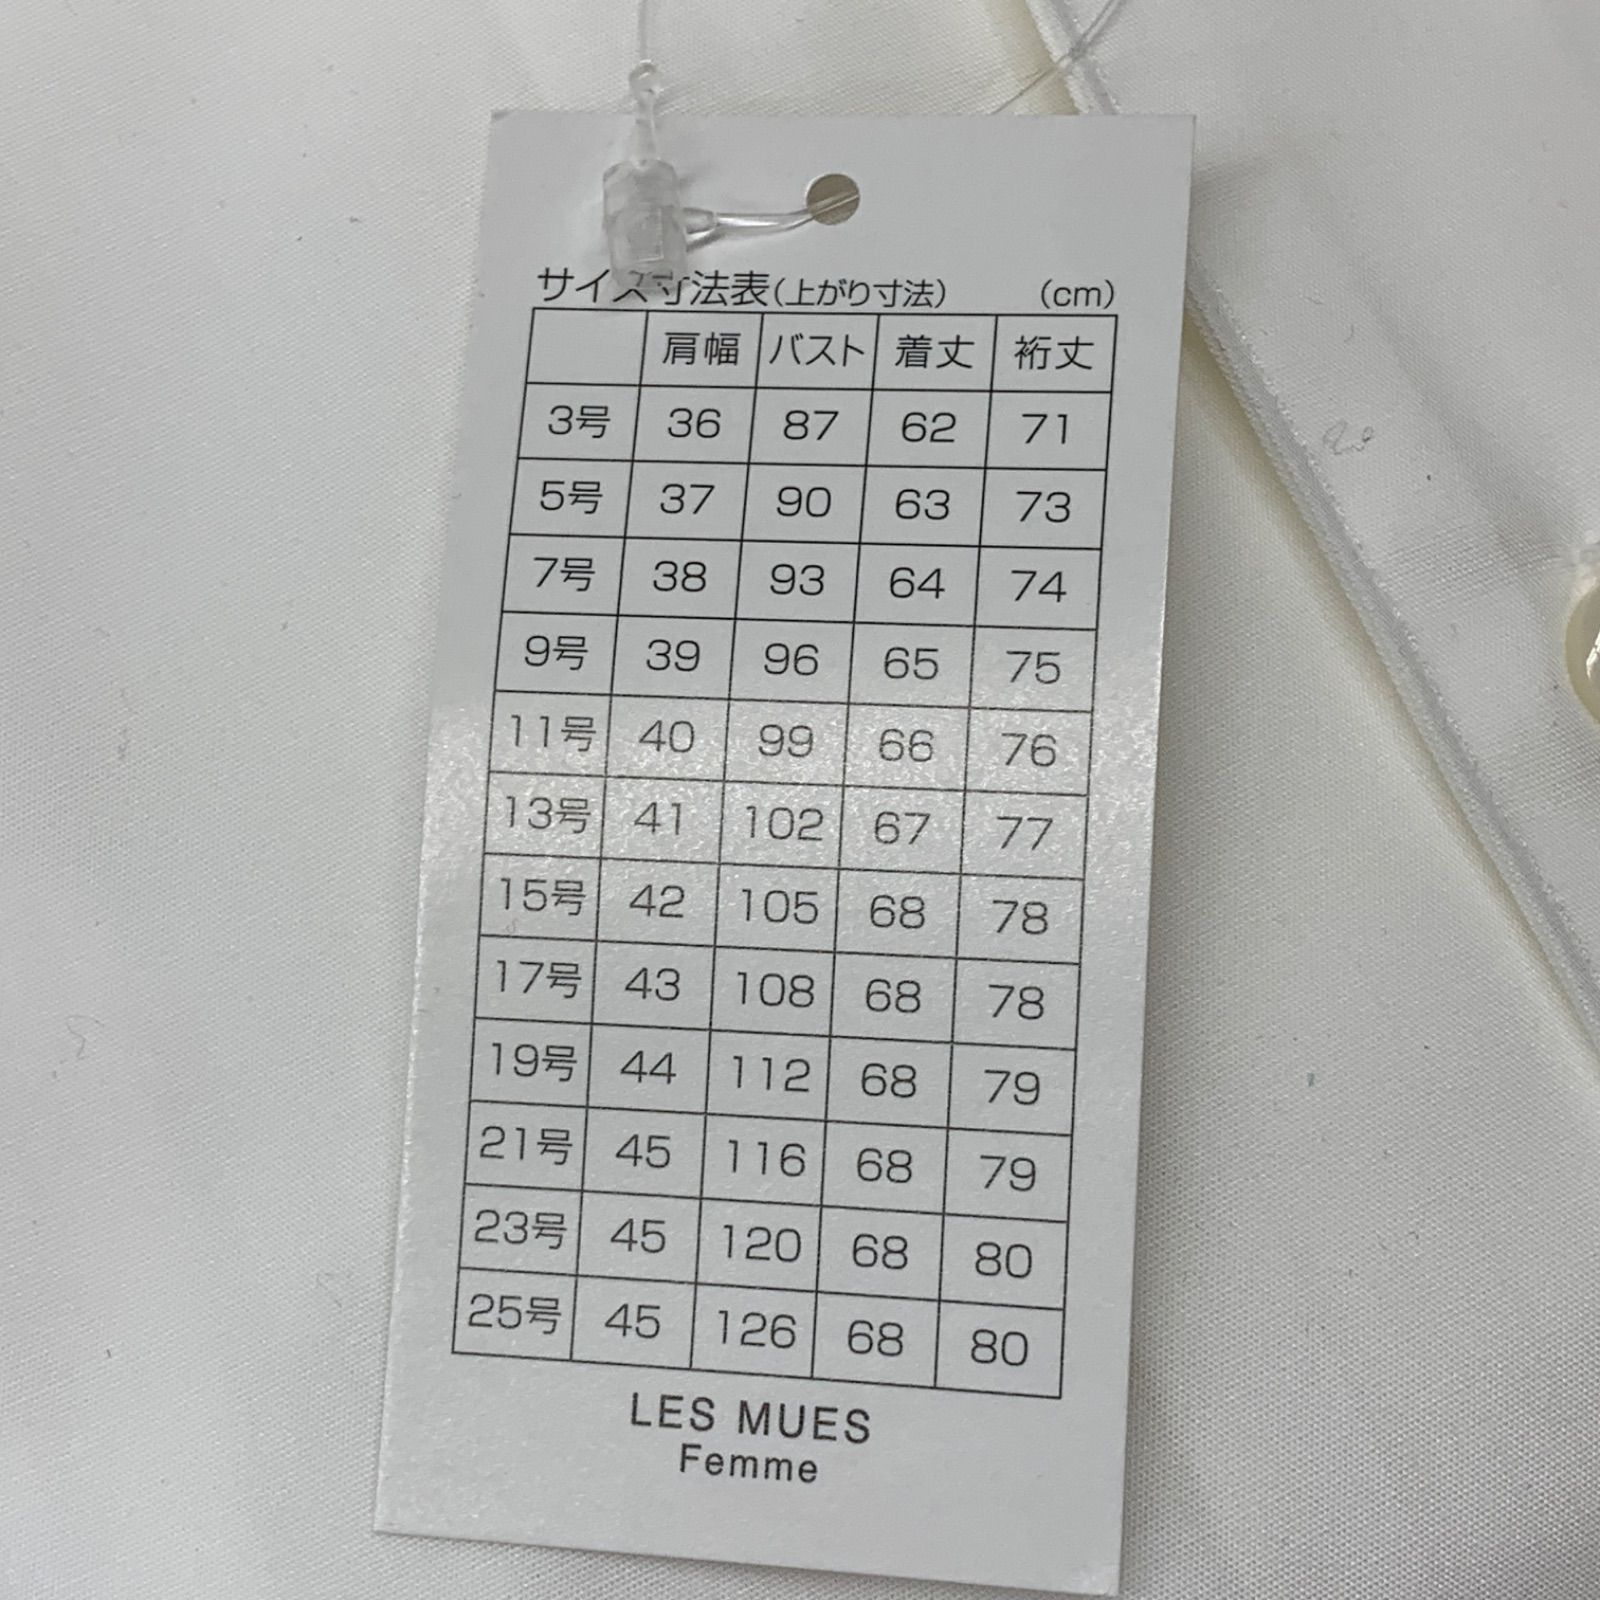 サイズ寸法表(上がり寸法) (cm)
肩幅 バスト 着丈 裄丈
3号 36 87 62 71
5号 37 90 63 73
7号 38 93 64 74
9号 39 96 65 75
11号 40 99 66 76
13号 41 102 67 77
15号 42 105 68 78
17号 43 108 68 78
19号 44 112 68 79
21号 45 116 68 79
23号 45 120 68 80
25号 45 126 68 80
LES MUES
Femme